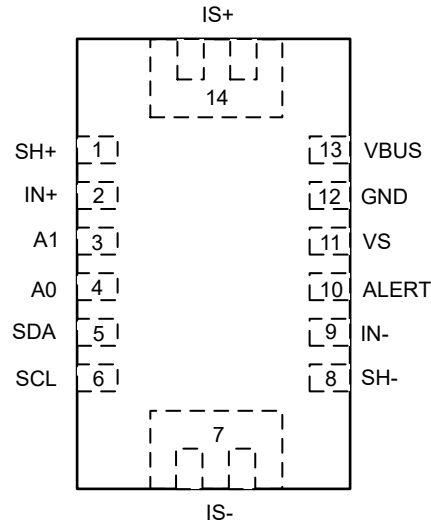 IS+
14
SH+ 1 13 VBUS
IN+ 2 12 GND
A1 3 11 VS
A0 4 10 ALERT
SDA 5 9 IN-
SCL 6 8 SH-
7
IS-